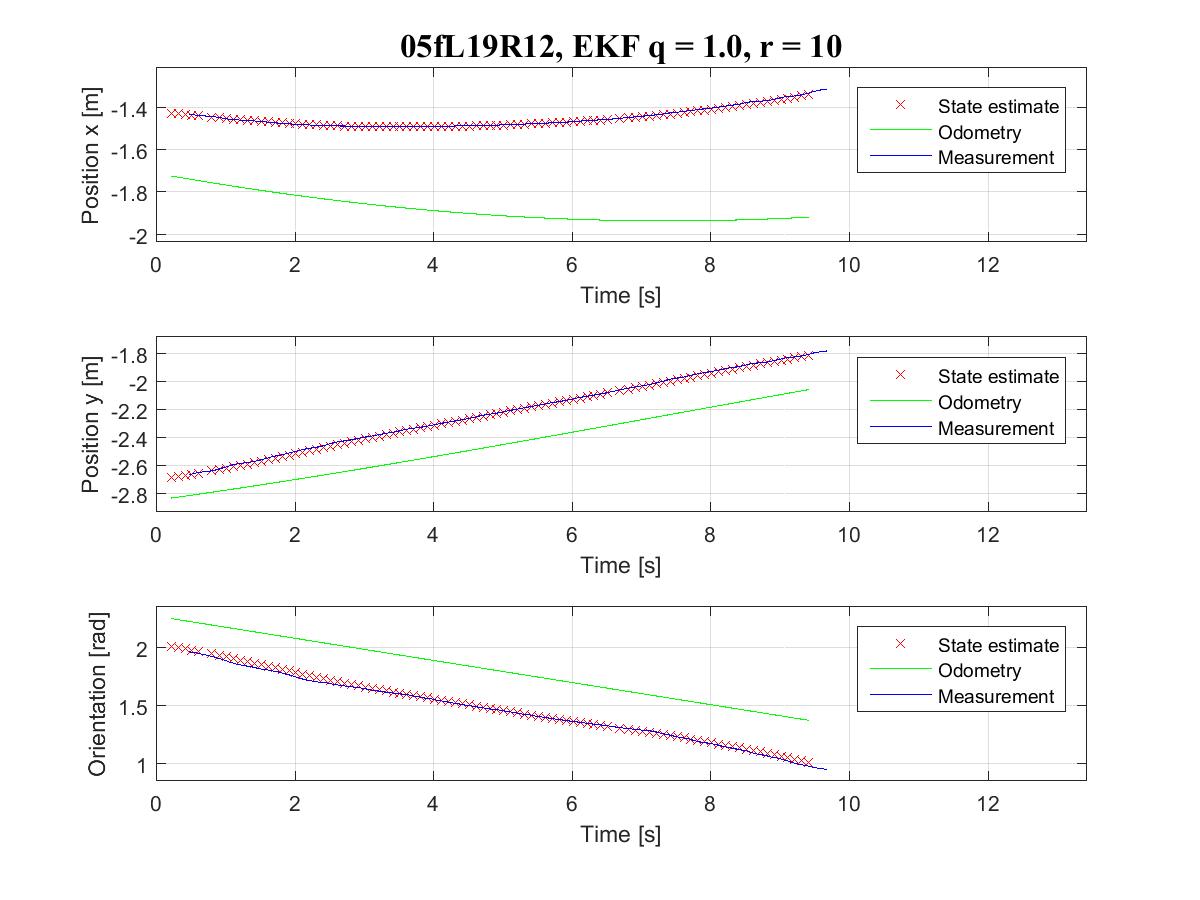 05fL19R12, EKF q = 1.0, r = 10
Position x [m]
-1.4
-1.6
-1.8
-2
State estimate
Odometry
Measurement
0 2 4 6 8 10 12
Time [s]
Position y [m]
-1.8
-2
-2.2
-2.4
-2.6
-2.8
State estimate
Odometry
Measurement
0 2 4 6 8 10 12
Time [s]
Orientation [rad]
2
1.5
1
State estimate
Odometry
Measurement
0 2 4 6 8 10 12
Time [s]